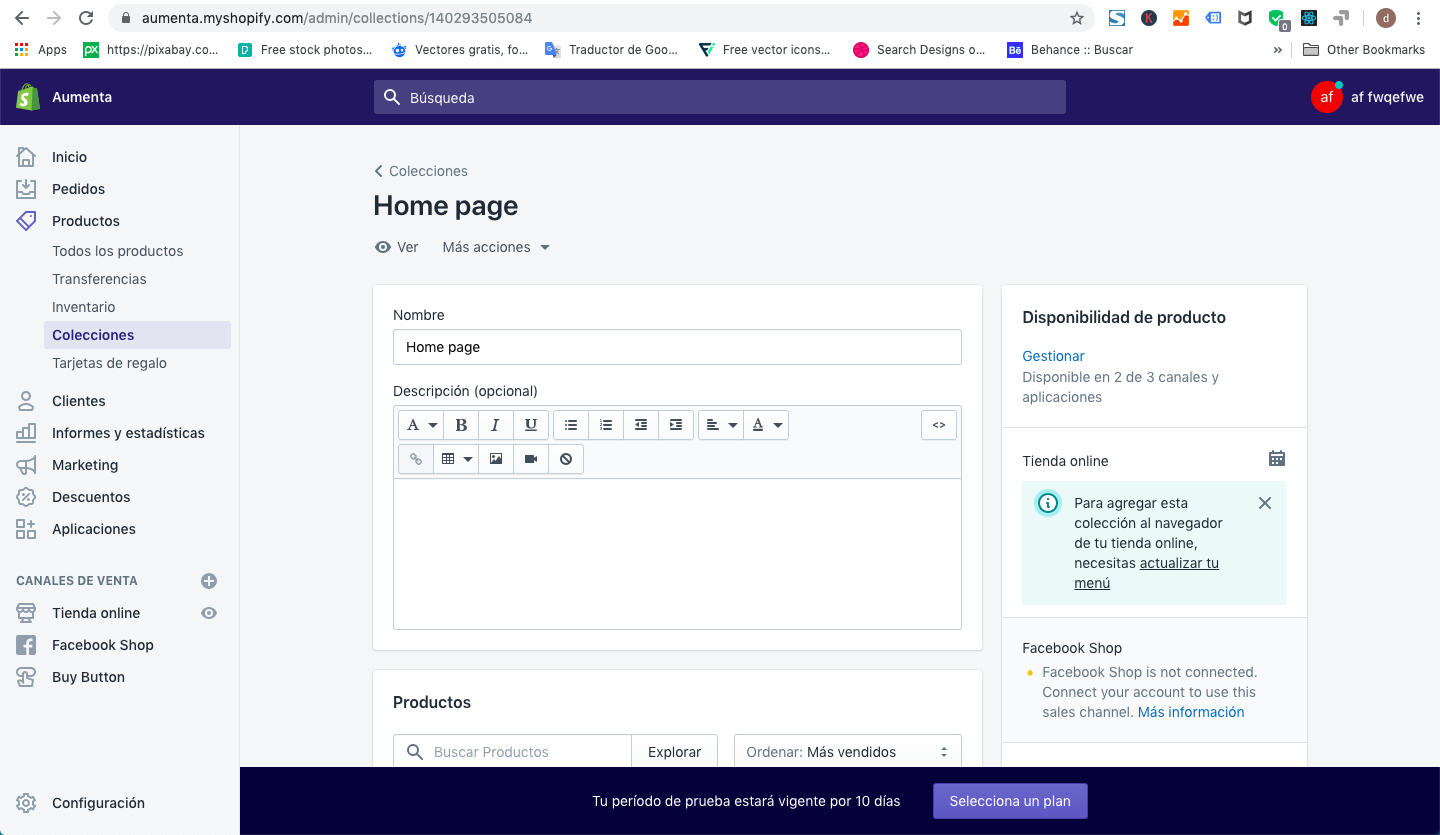 aumenta.myshopify.com/admin/collections/140293505084
0
d
Apps
px https://pixabay.co...
Free stock photos...
Vectores gratis, fo...
Traductor de Goo...
Free vector icons...
Search Designs o...
Bē Behance :: Buscar
»
Other Bookmarks
Aumenta
Búsqueda
af af fwqefwe
Inicio
Pedidos
Productos
Todos los productos
Transferencias
Inventario
Colecciones
Tarjetas de regalo
Clientes
Informes y estadísticas
Marketing
Descuentos
Aplicaciones
CANALES DE VENTA
Tienda online
Facebook Shop
Buy Button
Configuración
Colecciones
Home page
Ver Más acciones
Nombre
Home page
Descripción (opcional)
A B I U A <>
Productos
Buscar Productos Explorar Ordenar: Más vendidos
Disponibilidad de producto
Gestionar
Disponible en 2 de 3 canales y
aplicaciones
Tienda online
Para agregar esta
colección al navegador
de tu tienda online,
necesitas actualizar tu
menú
Facebook Shop
Facebook Shop is not connected.
Connect your account to use this
sales channel. Más información
Tu período de prueba estará vigente por 10 días Selecciona un plan